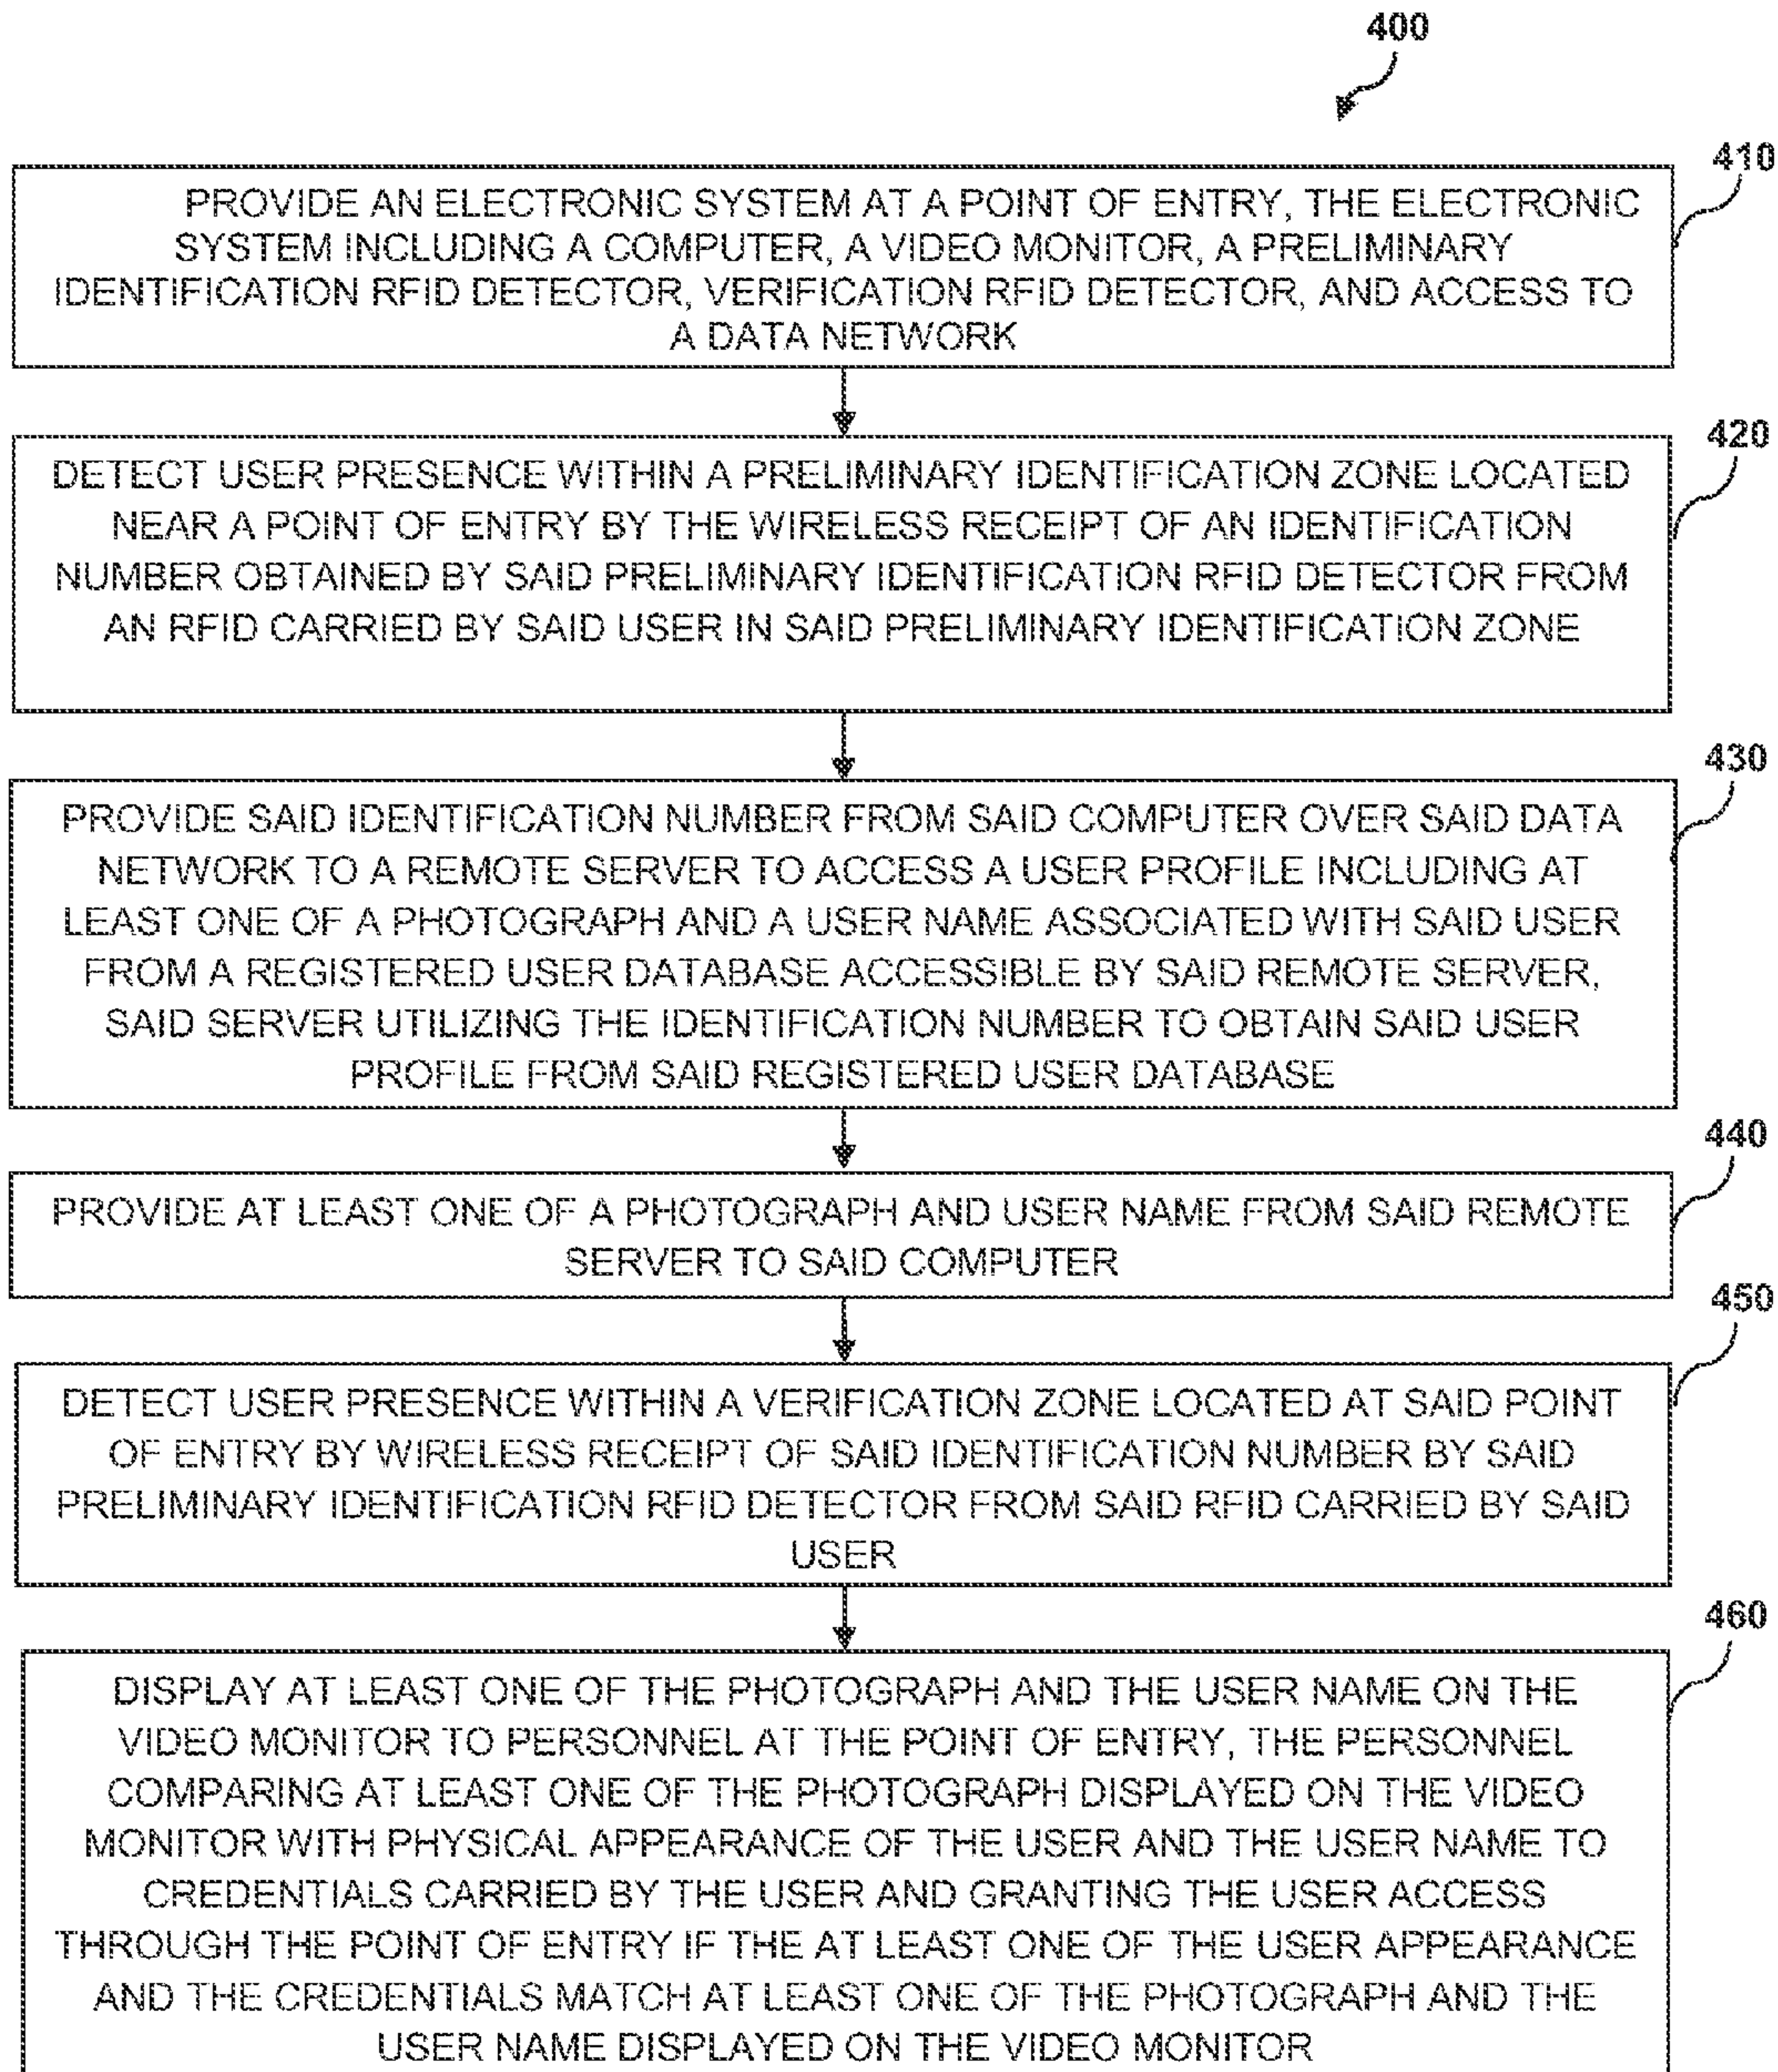 400
410
PROVIDE AN ELECTRONIC SYSTEM AT A POINT OF ENTRY, THE ELECTRONIC
SYSTEM INCLUDING A COMPUTER, A VIDEO MONITOR, A PRELIMINARY
IDENTIFICATION RFID DETECTOR, VERIFICATION RFID DETECTOR, AND ACCESS TO
A DATA NETWORK
420
DETECT USER PRESENCE WITHIN A PRELIMINARY IDENTIFICATION ZONE LOCATED
NEAR A POINT OF ENTRY BY THE WIRELESS RECEIPT OF AN IDENTIFICATION
NUMBER OBTAINED BY SAID PRELIMINARY IDENTIFICATION RFID DETECTOR FROM
AN RFID CARRIED BY SAID USER IN SAID PRELIMINARY IDENTIFICATION ZONE
430
PROVIDE SAID IDENTIFICATION NUMBER FROM SAID COMPUTER OVER SAID DATA
NETWORK TO A REMOTE SERVER TO ACCESS A USER PROFILE INCLUDING AT
LEAST ONE OF A PHOTOGRAPH AND A USER NAME ASSOCIATED WITH SAID USER
FROM A REGISTERED USER DATABASE ACCESSIBLE BY SAID REMOTE SERVER,
SAID SERVER UTILIZING THE IDENTIFICATION NUMBER TO OBTAIN SAID USER
PROFILE FROM SAID REGISTERED USER DATABASE
440
PROVIDE AT LEAST ONE OF A PHOTOGRAPH AND USER NAME FROM SAID REMOTE
SERVER TO SAID COMPUTER
450
DETECT USER PRESENCE WITHIN A VERIFICATION ZONE LOCATED AT SAID POINT
OF ENTRY BY WIRELESS RECEIPT OF SAID IDENTIFICATION NUMBER BY SAID
PRELIMINARY IDENTIFICATION RFID DETECTOR FROM SAID RFID CARRIED BY SAID
USER
460
DISPLAY AT LEAST ONE OF THE PHOTOGRAPH AND THE USER NAME ON THE
VIDEO MONITOR TO PERSONNEL AT THE POINT OF ENTRY, THE PERSONNEL
COMPARING AT LEAST ONE OF THE PHOTOGRAPH DISPLAYED ON THE VIDEO
MONITOR WITH PHYSICAL APPEARANCE OF THE USER AND THE USER NAME TO
CREDENTIALS CARRIED BY THE USER AND GRANTING THE USER ACCESS
THROUGH THE POINT OF ENTRY IF THE AT LEAST ONE OF THE USER APPEARANCE
AND THE CREDENTIALS MATCH AT LEAST ONE OF THE PHOTOGRAPH AND THE
USER NAME DISPLAYED ON THE VIDEO MONITOR